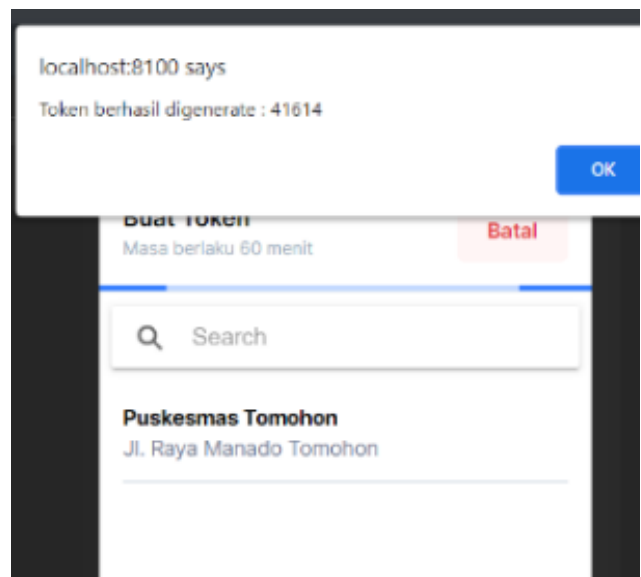 localhost:8100 says
Token berhasil digenerate : 41614
OK
Buat Token
Batal
Masa berlaku 60 menit
Search
Puskesmas Tomohon
Jl. Raya Manado Tomohon